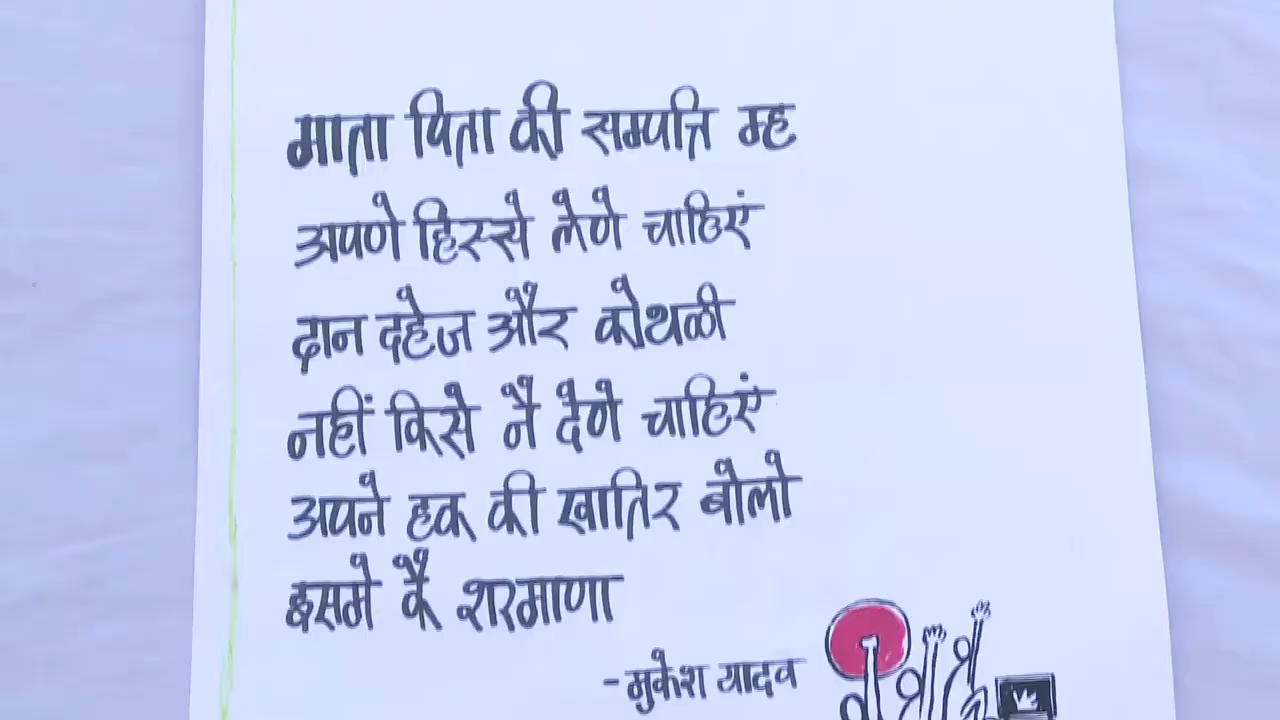 माता पिता की सम्पत्ति म्ह
अपणे हिस्से लेणे चाहिएं
दान दहेज और कोथळी
नहीं किसे नै देणे चाहिएं
अपने हक की खातिर बोलो
इसमे कै शरमाणा
-मुकेश यादव